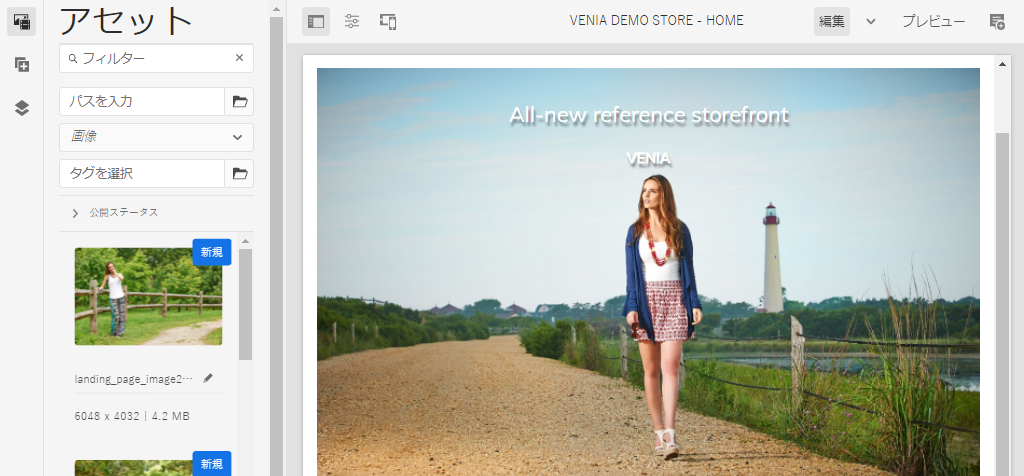 アセット
フィルター
パスを入力
画像
タグを選択
公開ステータス
新規
landing_page_image2…
6048 x 4032 | 4.2 MB
新規
VENIA DEMO STORE - HOME
編集
プレビュー
All-new reference storefront
VENIA